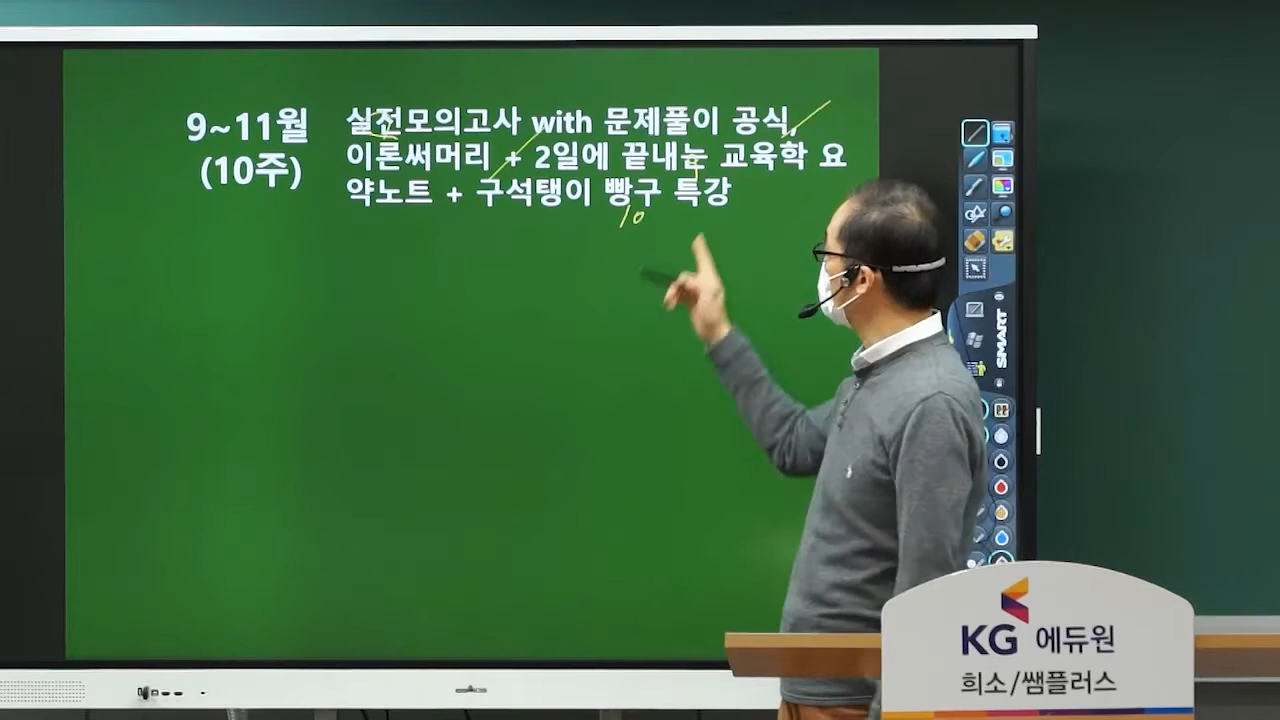 9~11월
(10주)
실전모의고사 with 문제풀이 공식,
이론써머리 + 2일에 끝내는 교육학 요
약노트 + 구석탱이 빵구 특강
10
SMART
KG 에듀원
희소/쌤플러스